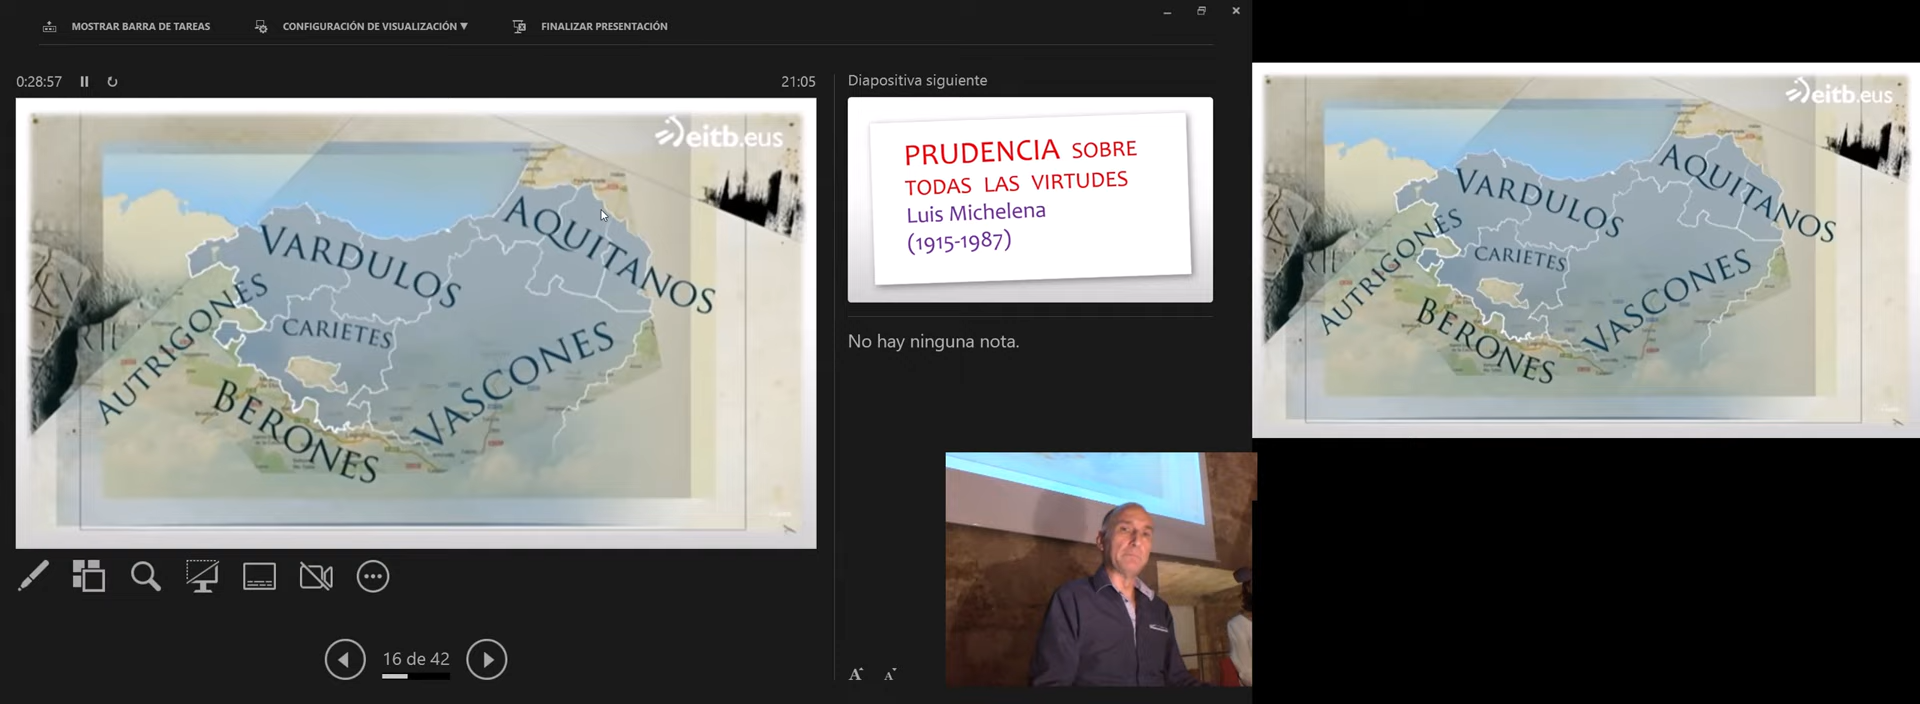 MOSTRAR BARRA DE TAREAS
CONFIGURACIÓN DE VISUALIZACIÓN ▼
FINALIZAR PRESENTACIÓN
0:28:57
21:05
eitb.eus
VARDULOS
AQUITANOS
AUTRIGONES
CARIETES
BERONES
VASCONES
16 de 42
Diapositiva siguiente
PRUDENCIA SOBRE
TODAS LAS VIRTUDES
Luis Michelena
(1915-1987)
No hay ninguna nota.
A A
eitb.eus
VARDULOS
AQUITANOS
AUTRIGONES
CARIETES
BERONES
VASCONES